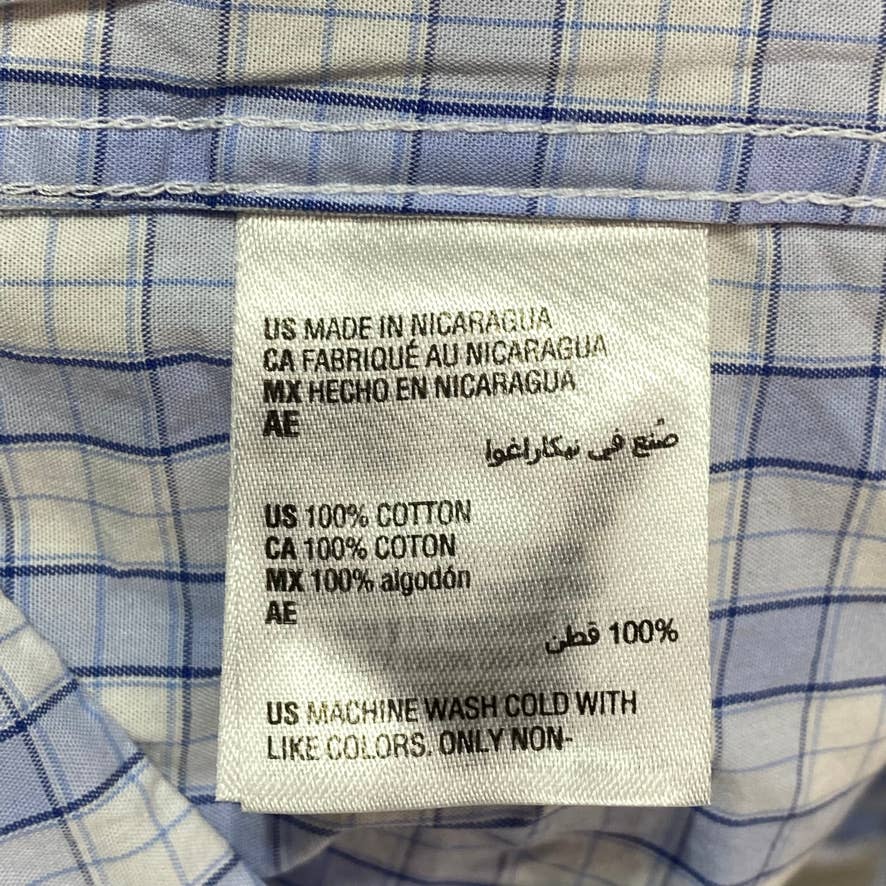 US MADE IN NICARAGUA
CA FABRIQUÉ AU NICARAGUA
MX HECHO EN NICARAGUA
AE
صُنع في نيكاراغوا
US 100% COTTON
CA 100% COTON
MX 100% algodón
AE
100% قطن
US MACHINE WASH COLD WITH
LIKE COLORS. ONLY NON-